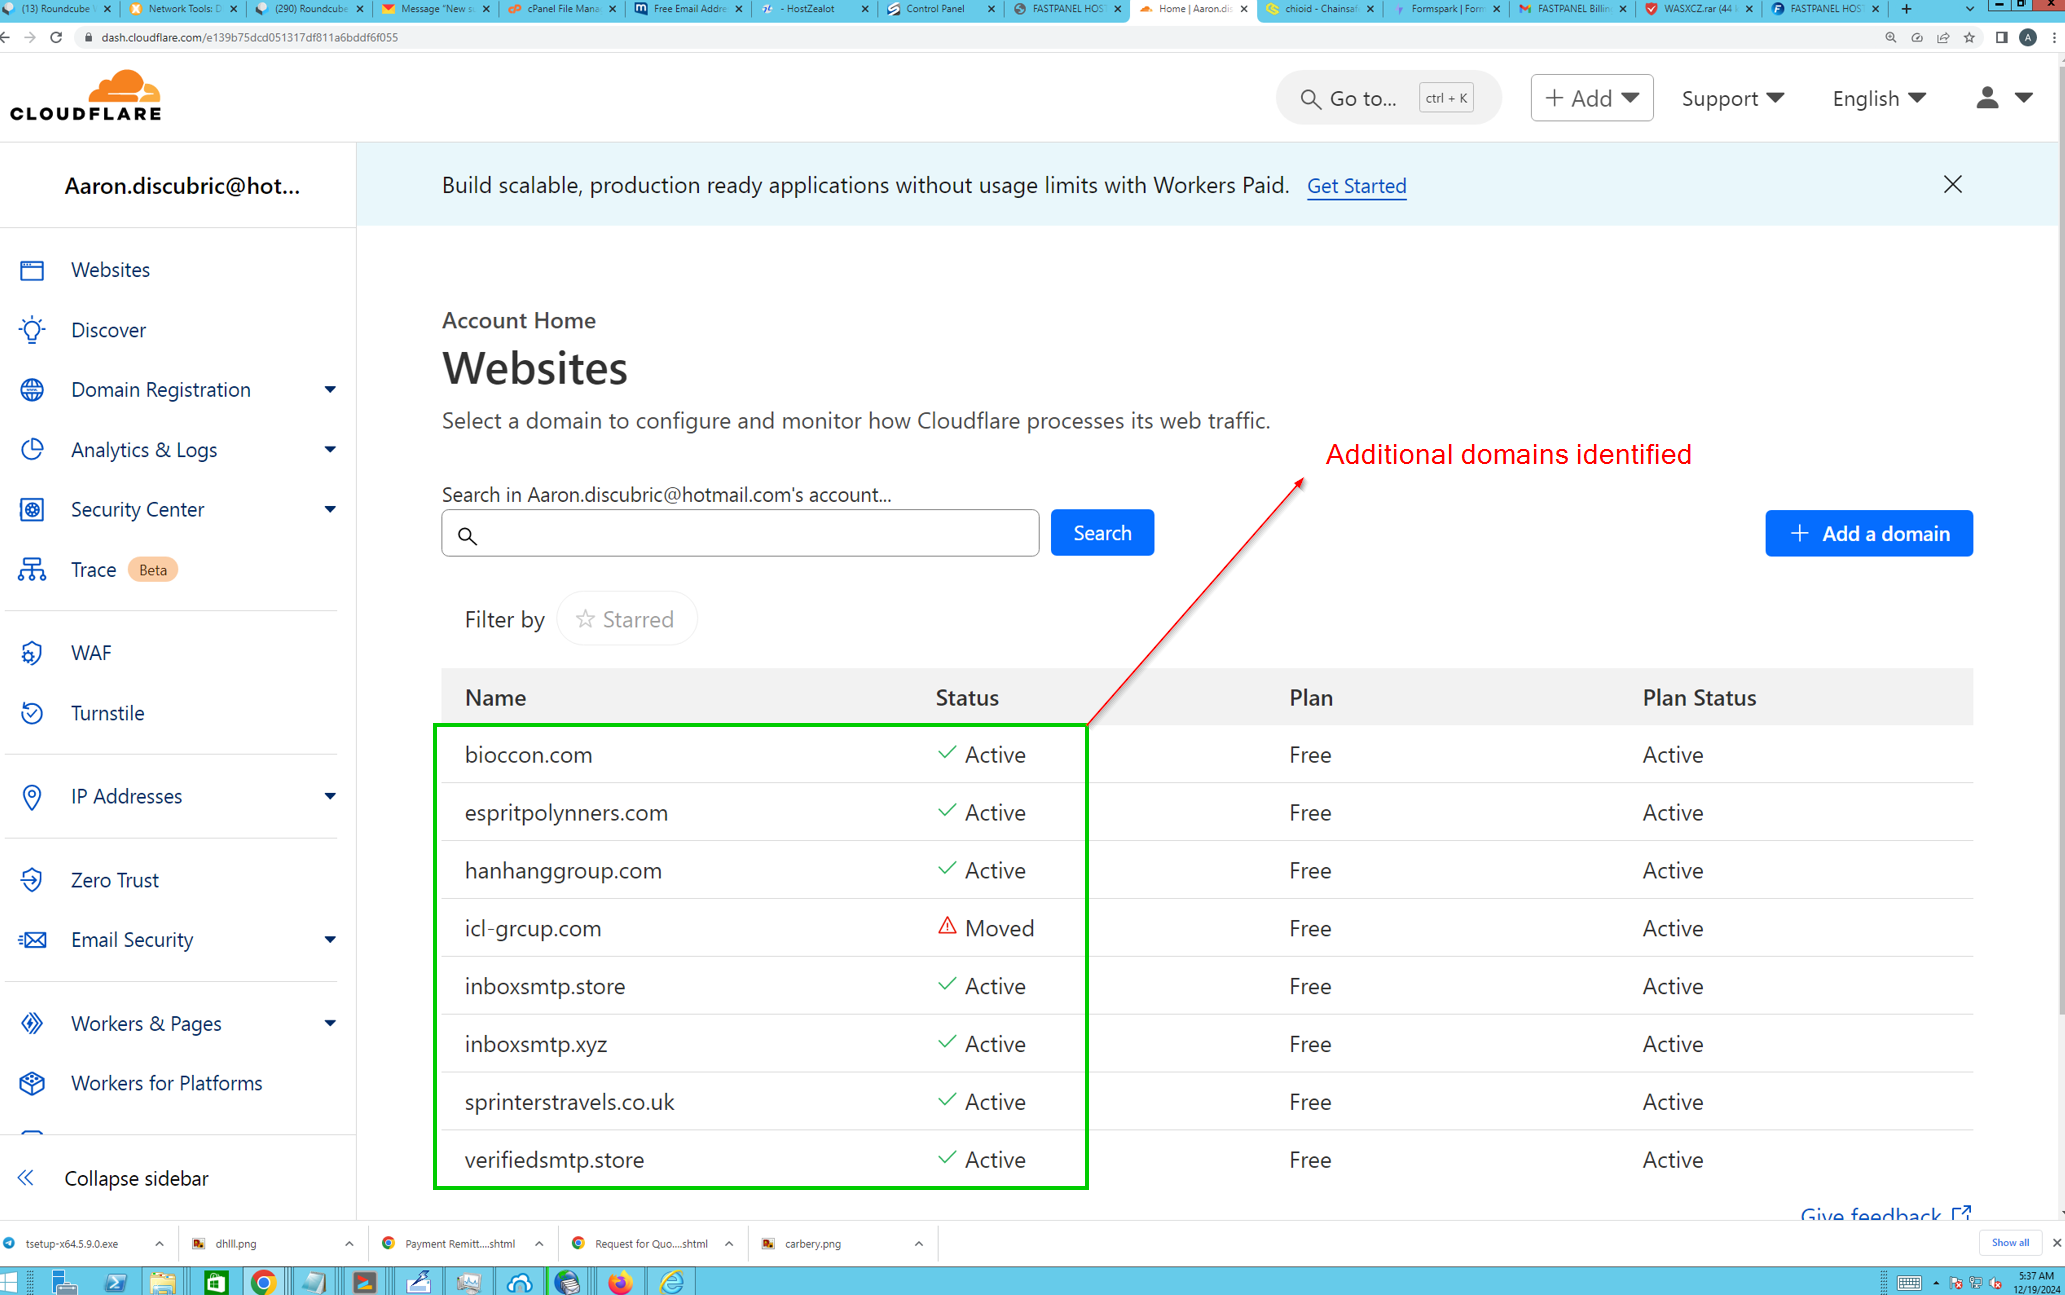 (13) Roundcube W
Network Tools: D
(290) Roundcube
Message "New su
cPanel File Mana
Free Email Addre
- HostZealot
Control Panel
FASTPANEL HOST
Home | Aaron.dis
chioid - Chainsaf
Formspark | Form
FASTPANEL Billin
WASXCZ.rar (44
FASTPANEL HOST
dash.cloudflare.com/e139b75dcd051317df811a6bddf6f055
A
CLOUDFLARE
Go to...
ctrl + K
+ Add
Support
English
Aaron.discubric@hot...
Build scalable, production ready applications without usage limits with Workers Paid. Get Started
Websites
Discover
Domain Registration
Analytics & Logs
Security Center
Trace Beta
WAF
Turnstile
IP Addresses
Zero Trust
Email Security
Workers & Pages
Workers for Platforms
Collapse sidebar
Account Home
Websites
Select a domain to configure and monitor how Cloudflare processes its web traffic.
Additional domains identified
Search in Aaron.discubric@hotmail.com's account...
Search
+ Add a domain
Filter by Starred
Name Status Plan Plan Status
bioccon.com Active Free Active
espritpolynners.com Active Free Active
hanhanggroup.com Active Free Active
icl-grcup.com Moved Free Active
inboxsmtp.store Active Free Active
inboxsmtp.xyz Active Free Active
sprinterstravels.co.uk Active Free Active
verifiedsmtp.store Active Free Active
Give feedback
tsetup-x64.5.9.0.exe
dhlll.png
Payment Remitt....shtml
Request for Quo....shtml
carbery.png
Show all
5:37 AM
12/19/2024